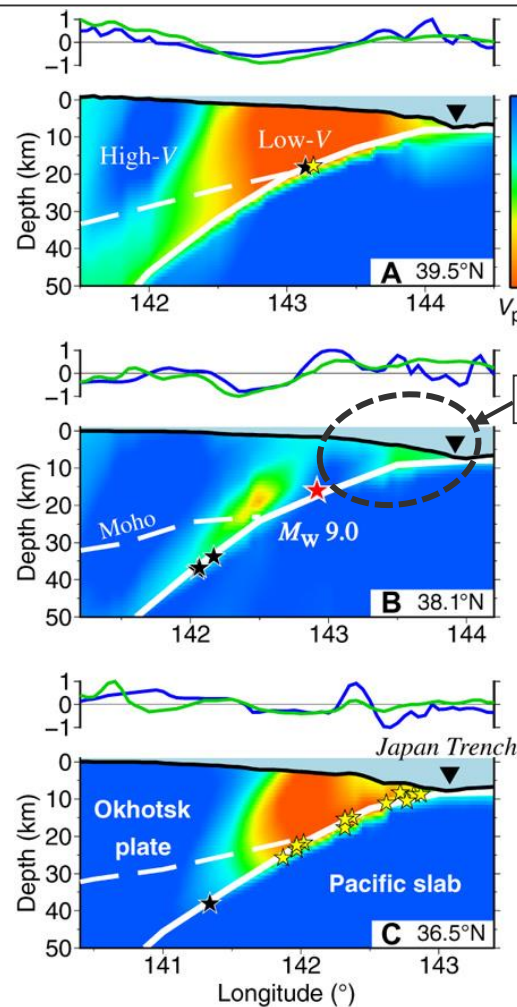 1
0
−1
0
10
20
30
40
50
Depth (km)
High-V
Low-V
A 39.5°N
142 143 144
Vp
1
0
−1
0
10
20
30
40
50
Depth (km)
Moho
Mw 9.0
B 38.1°N
142 143 144
1
0
−1
Japan Trench
0
10
20
30
40
50
Depth (km)
Okhotsk
plate
Pacific slab
C 36.5°N
141 142 143
Longitude (°)